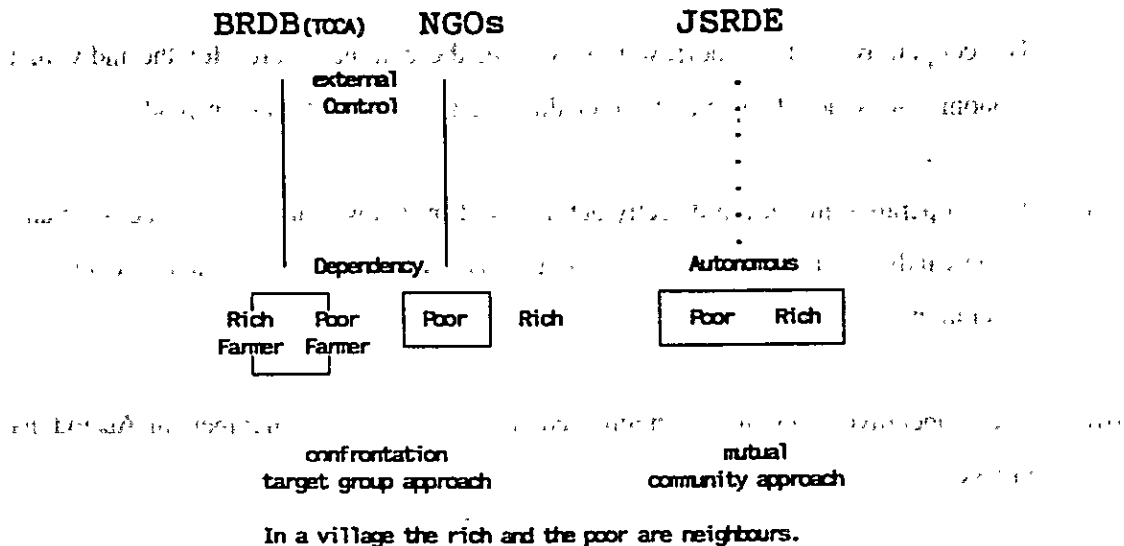 BRDB(TCCA) NGOs JSRDE
external
Control
Dependency Autonomous
Rich Poor Poor Rich Poor Rich
Farmer Farmer
confrontation mutual
target group approach community approach
In a village the rich and the poor are neighbours.